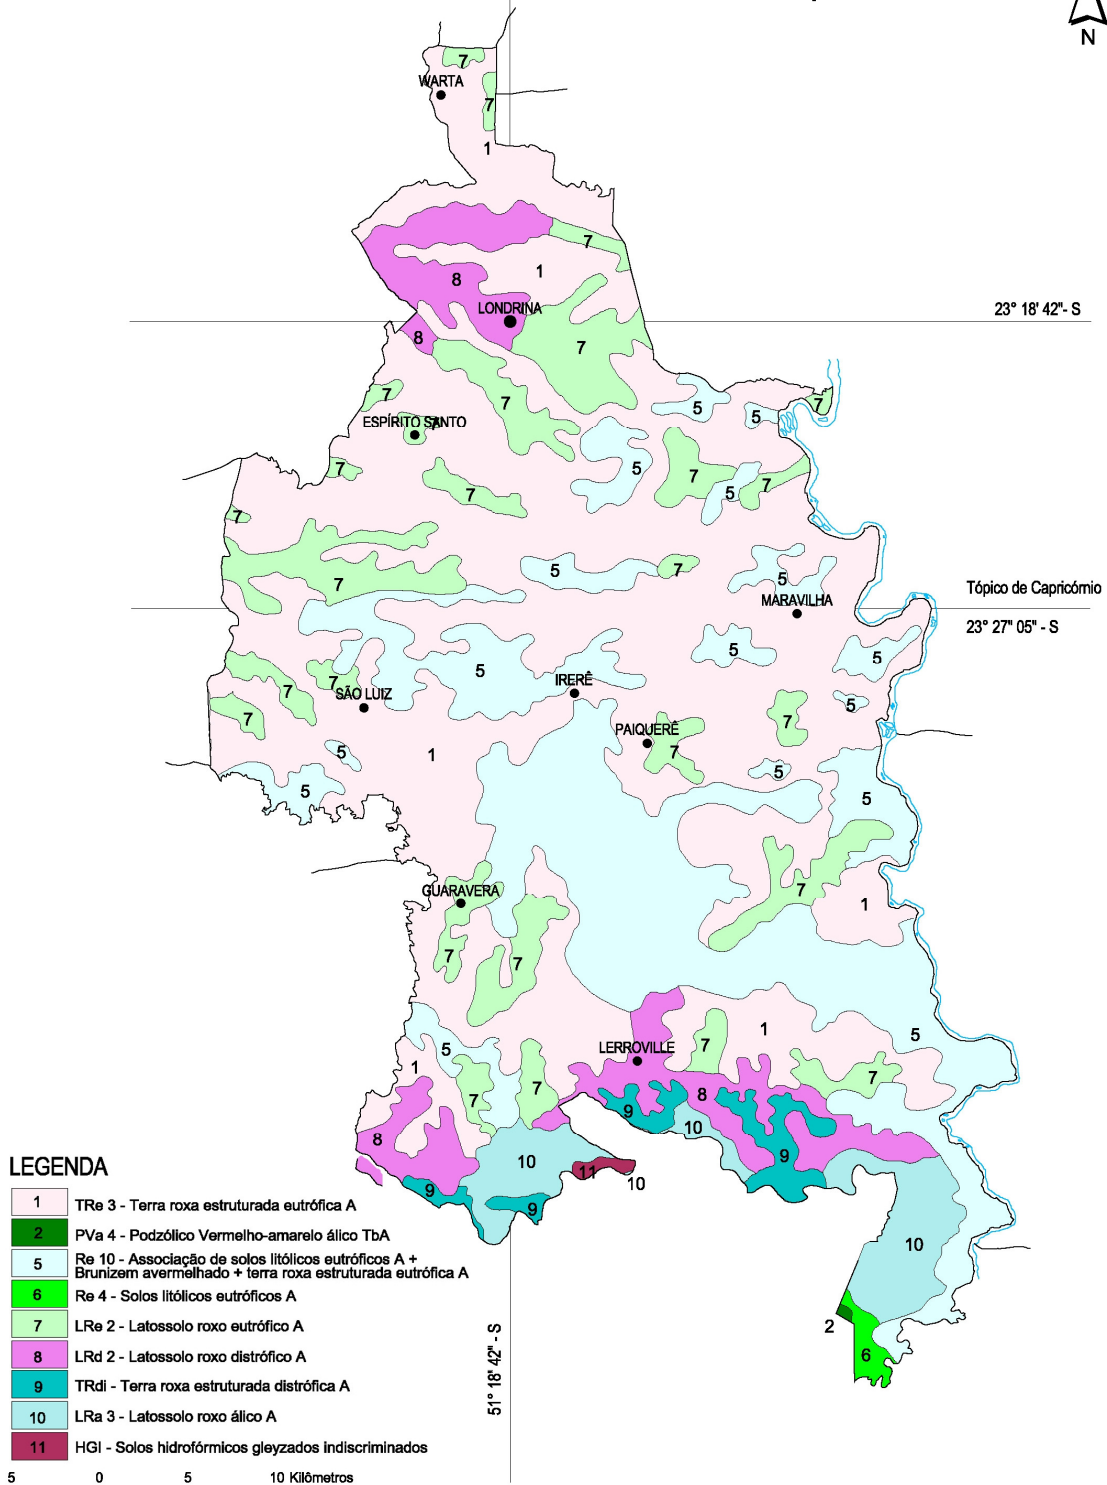 N
7
WARTA
7
1
7
8
1
LONDRINA
23° 18' 42"- S
8
7
7
7
5
5
7
ESPÍRITO SANTO
7
7
5
7
5
7
7
7
5
7
5
7
Tópico de Capricórnio
MARAVILHA
23° 27" 05" - S
5
5
5
7
7
SÃO LUIZ
IRERÊ
5
7
7
PAIQUERÊ
5
1
7
5
5
5
GUARAVERA
7
1
7
7
1
5
5
LERROVILLE
7
1
7
7
7
8
9
8
10
9
10
11
10
9
9
10
2
6
51° 18' 42" - S
LEGENDA
1 TRe 3 - Terra roxa estruturada eutrófica A
2 PVa 4 - Podzólico Vermelho-amarelo álico TbA
5 Re 10 - Associação de solos litólicos eutróficos A +
Brunizem avermelhado + terra roxa estruturada eutrófica A
6 Re 4 - Solos litólicos eutróficos A
7 LRe 2 - Latossolo roxo eutrófico A
8 LRd 2 - Latossolo roxo distrófico A
9 TRdi - Terra roxa estruturada distrófica A
10 LRa 3 - Latossolo roxo álico A
11 HGI - Solos hidrofórmicos gleyzados indiscriminados
5 0 5 10 Kilômetros